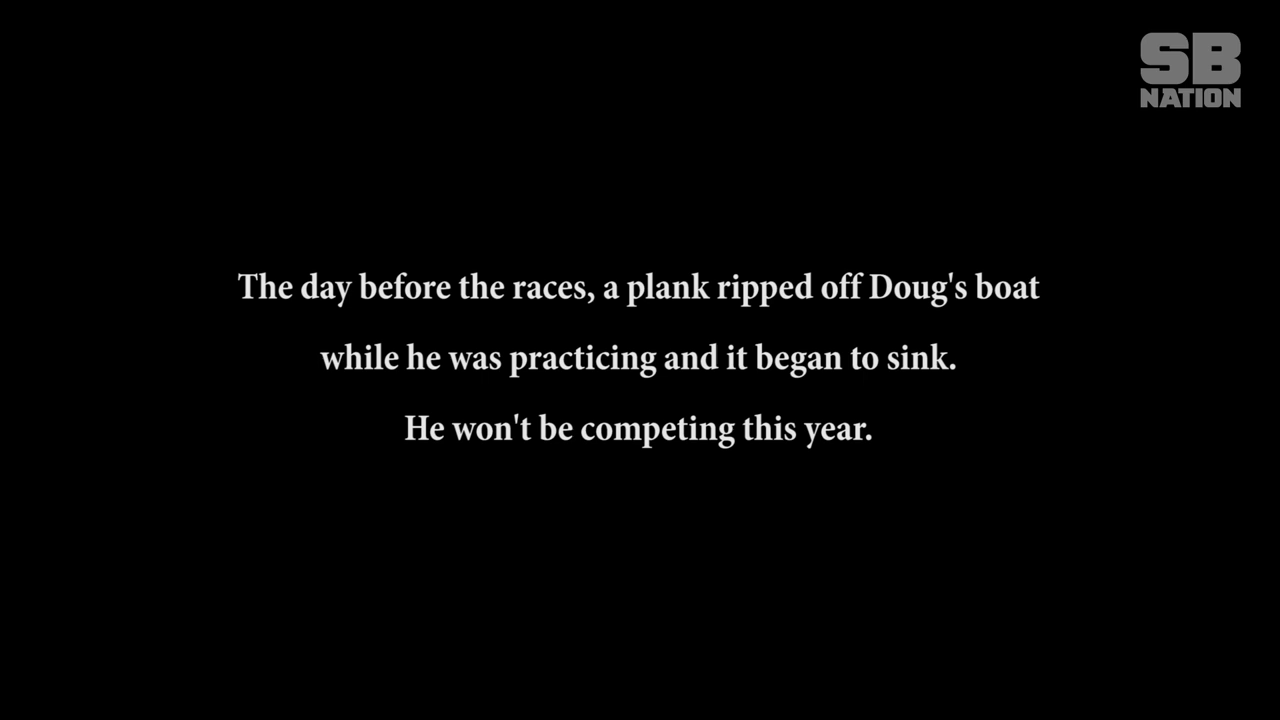 SB
NATION
The day before the races, a plank ripped off Doug's boat
while he was practicing and it began to sink.
He won't be competing this year.